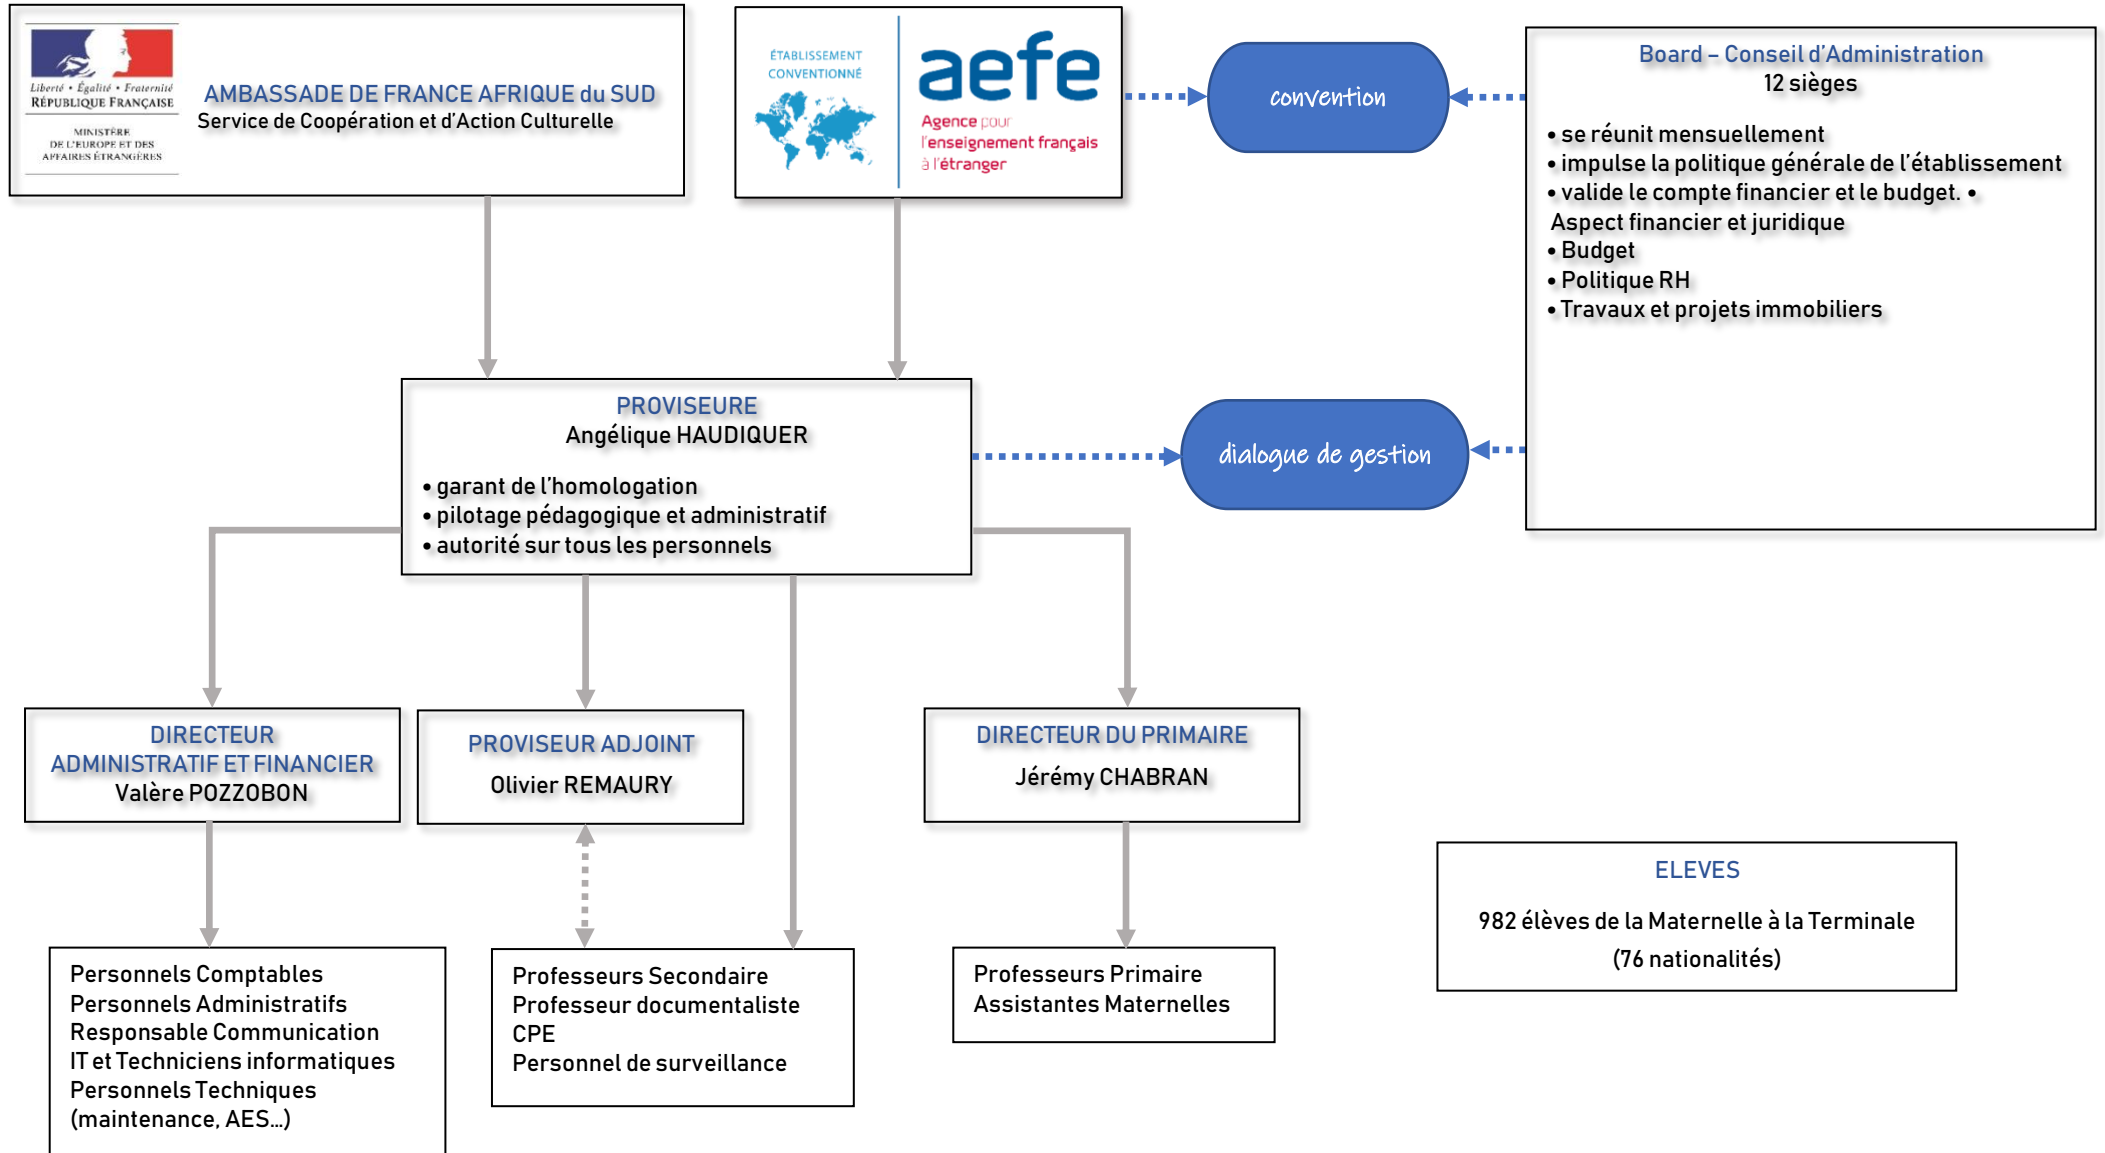 Liberté • Égalité • Fraternité
RÉPUBLIQUE FRANÇAISE
MINISTÈRE
DE L'EUROPE ET DES
AFFAIRES ÉTRANGÈRES
AMBASSADE DE FRANCE AFRIQUE du SUD
Service de Coopération et d'Action Culturelle
ÉTABLISSEMENT
CONVENTIONNÉ
aefe
Agence pour
l'enseignement français
à l'étranger
convention
Board – Conseil d'Administration
12 sièges
• se réunit mensuellement
• impulse la politique générale de l'établissement
• valide le compte financier et le budget. •
Aspect financier et juridique
• Budget
• Politique RH
• Travaux et projets immobiliers
PROVISEURE
Angélique HAUDIQUER
• garant de l'homologation
• pilotage pédagogique et administratif
• autorité sur tous les personnels
dialogue de gestion
DIRECTEUR
ADMINISTRATIF ET FINANCIER
Valère POZZOBON
PROVISEUR ADJOINT
Olivier REMAURY
DIRECTEUR DU PRIMAIRE
Jérémy CHABRAN
ELEVES
982 élèves de la Maternelle à la Terminale
(76 nationalités)
Personnels Comptables
Personnels Administratifs
Responsable Communication
IT et Techniciens informatiques
Personnels Techniques
(maintenance, AES...)
Professeurs Secondaire
Professeur documentaliste
CPE
Personnel de surveillance
Professeurs Primaire
Assistantes Maternelles